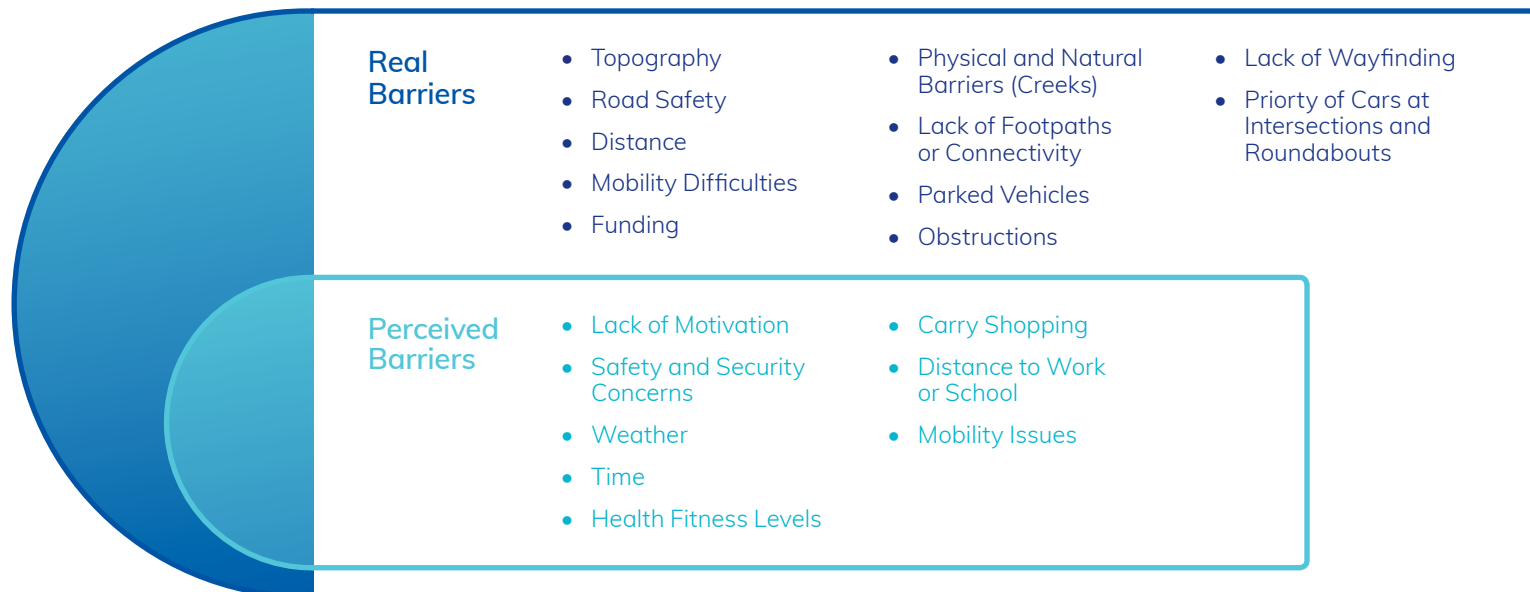 Real
Barriers
Topography
Road Safety
Distance
Mobility Difficulties
Funding
Physical and Natural
Barriers (Creeks)
Lack of Footpaths
or Connectivity
Parked Vehicles
Obstructions
Lack of Wayfinding
Priorty of Cars at
Intersections and
Roundabouts
Perceived
Barriers
Lack of Motivation
Safety and Security
Concerns
Weather
Time
Health Fitness Levels
Carry Shopping
Distance to Work
or School
Mobility Issues